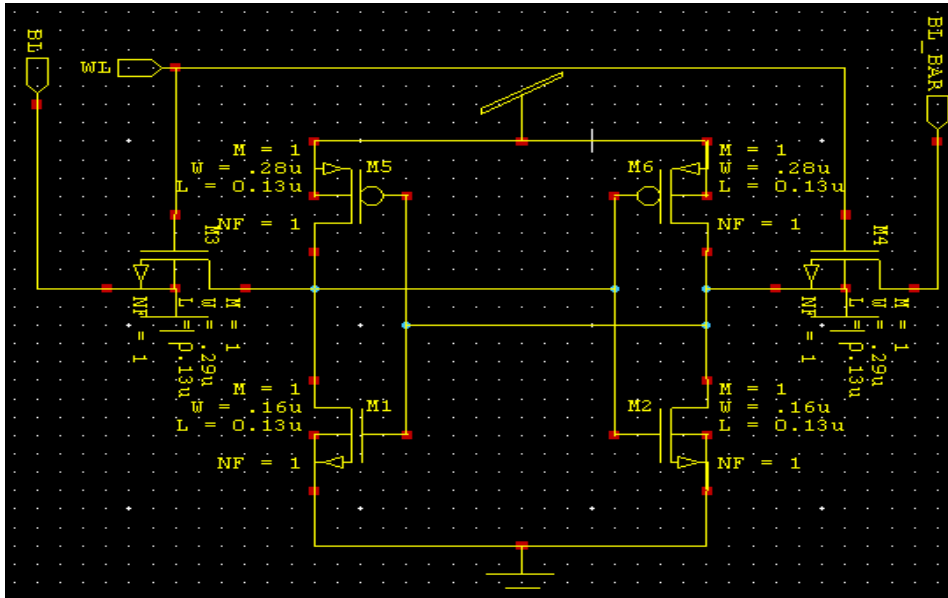 BL
WL
BL_BAR
M = 1
W = .28u
L = 0.13u
NF = 1
M5
M6
M = 1
W = .28u
L = 0.13u
NF = 1
M3
M = 1
W = .29u
L = 0.13u
NF = 1
M4
M = 1
W = .29u
L = 0.13u
NF = 1
M = 1
W = .16u
L = 0.13u
NF = 1
M1
M2
M = 1
W = .16u
L = 0.13u
NF = 1